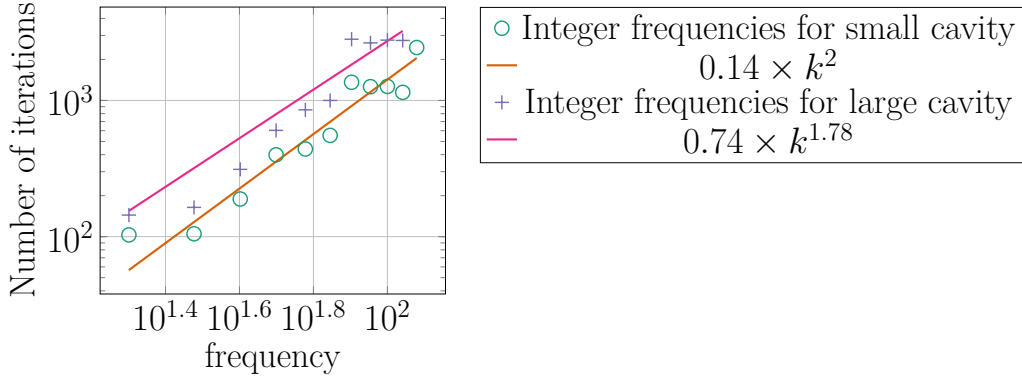 10^3
10^2
Number of iterations
10^1.4 10^1.6 10^1.8 10^2
frequency
Integer frequencies for small cavity
0.14 × k^2
Integer frequencies for large cavity
0.74 × k^1.78